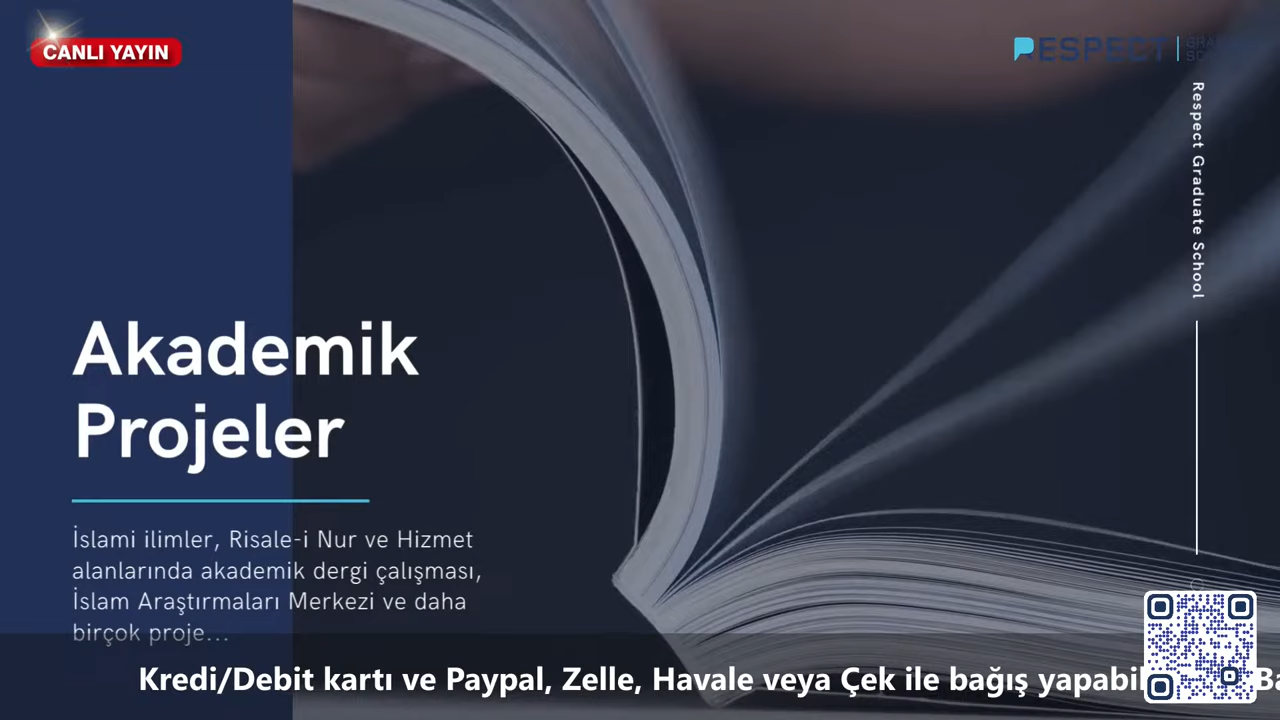 CANLI YAYIN
RESPECT
Respect Graduate School
Akademik
Projeler
İslami ilimler, Risale-i Nur ve Hizmet
alanlarında akademik dergi çalışması,
İslam Araştırmaları Merkezi ve daha
birçok proje...
Kredi/Debit kartı ve Paypal, Zelle, Havale veya Çek ile bağış